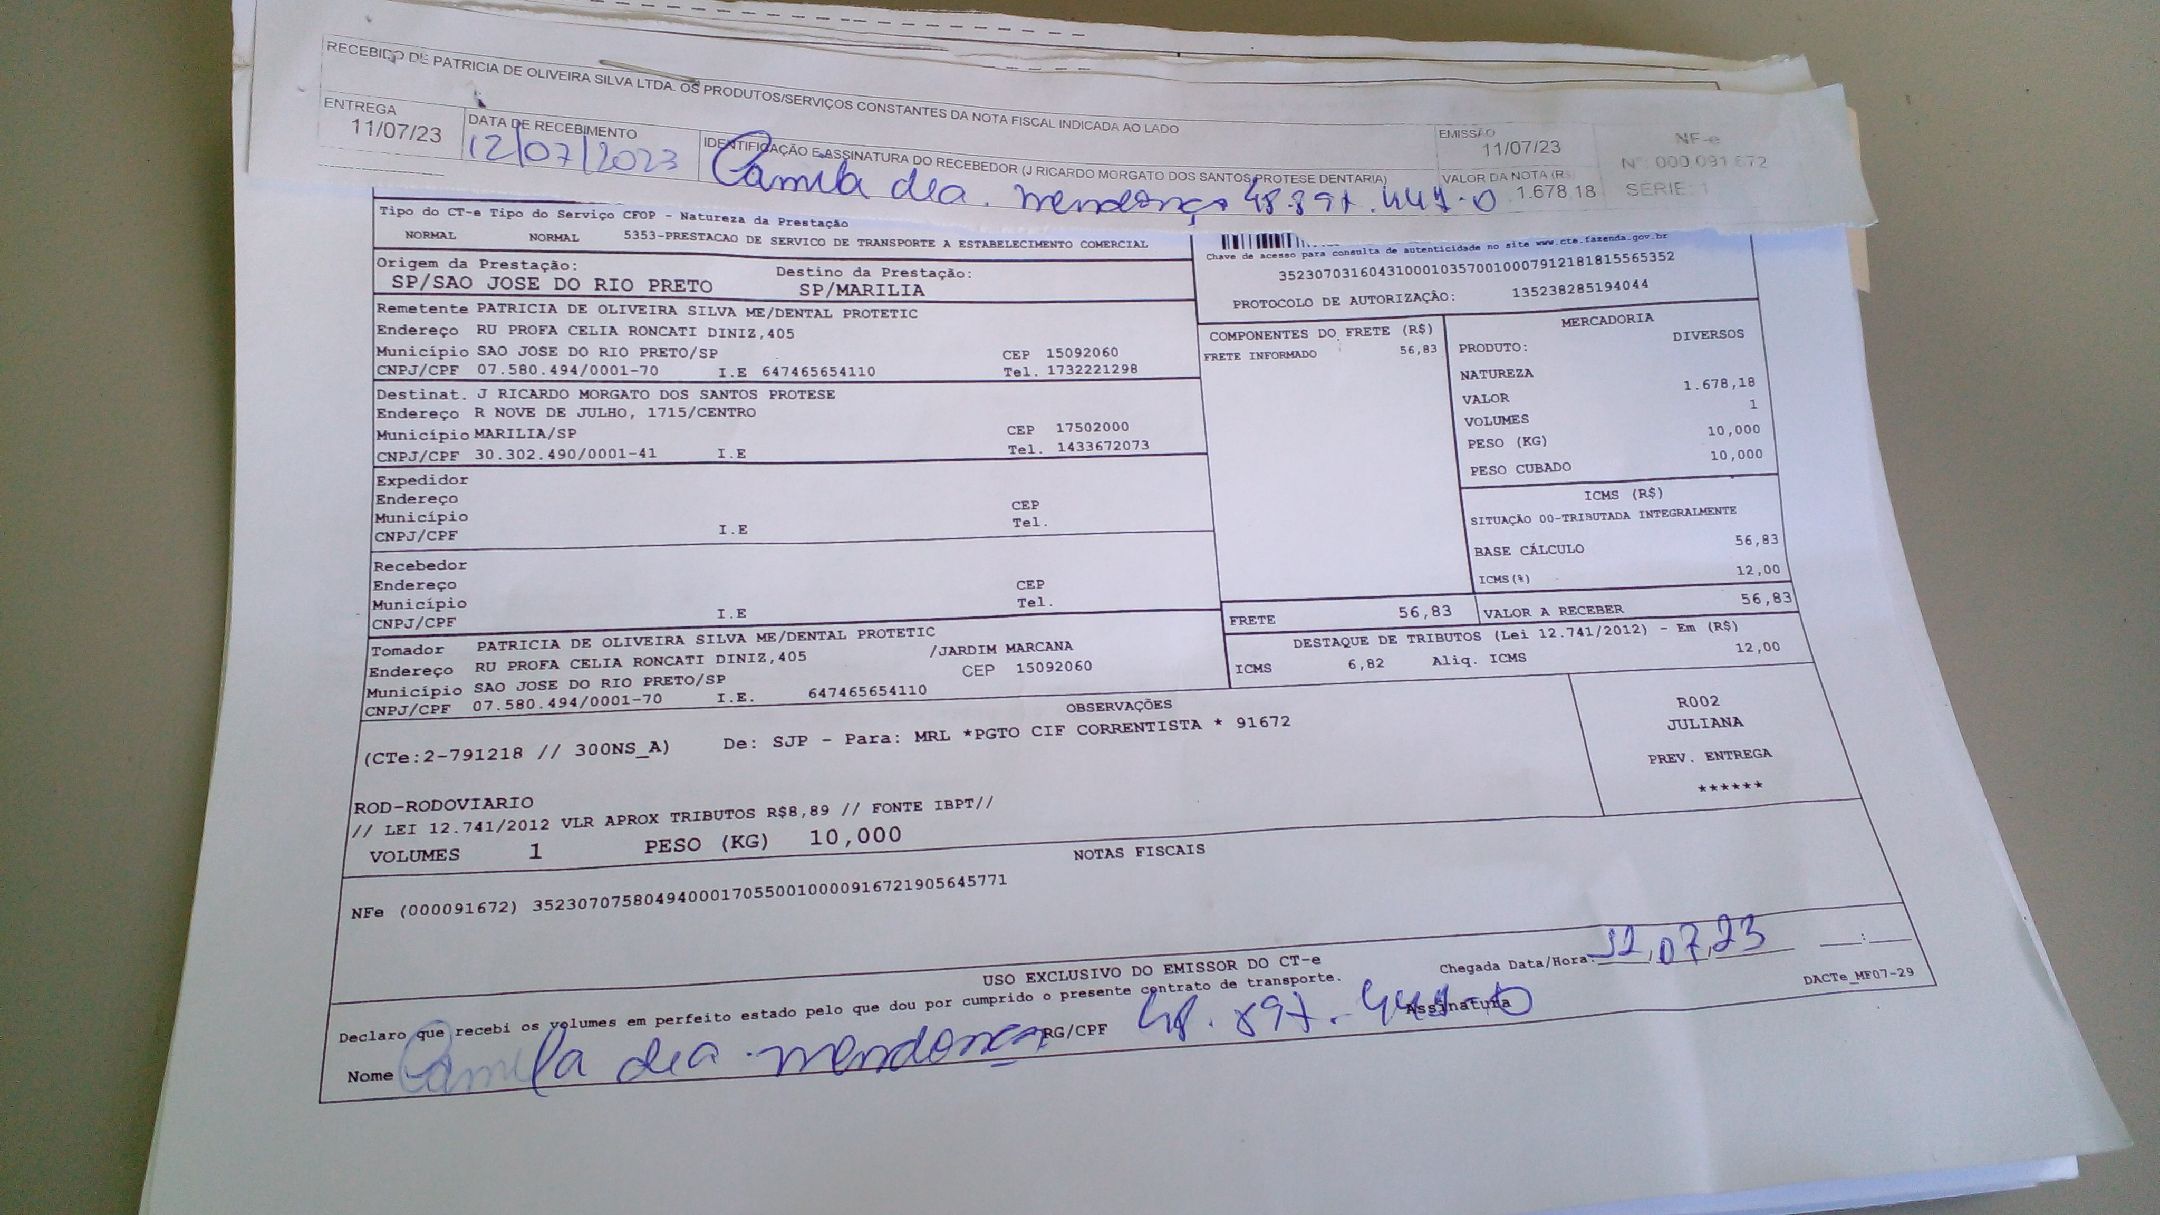 RECEBIDO DE PATRICIA DE OLIVEIRA SILVA LTDA. OS PRODUTOS/SERVIÇOS CONSTANTES DA NOTA FISCAL INDICADA AO LADO
ENTREGA
11/07/23
DATA DE RECEBIMENTO
12/07/2023
IDENTIFICAÇÃO E ASSINATURA DO RECEBEDOR (J RICARDO MORGATO DOS SANTOS PROTESE DENTARIA)
Camila dea. mendonça 48.897.447-0
EMISSÃO
11/07/23
VALOR DA NOTA (R$
1.678 18
NF-e
Nº: 000.091.672
SÉRIE: 1
Tipo do CT-e Tipo do Serviço CFOP - Natureza da Prestação
NORMAL NORMAL 5353-PRESTACAO DE SERVICO DE TRANSPORTE A ESTABELECIMENTO COMERCIAL
Origem da Prestação: Destino da Prestação:
SP/SAO JOSE DO RIO PRETO SP/MARILIA
Chave de acesso para consulta de autenticidade no site www.cte.fazenda.gov.br
35230703160431000103570010007912181815565352
PROTOCOLO DE AUTORIZAÇÃO: 135238285194044
Remetente PATRICIA DE OLIVEIRA SILVA ME/DENTAL PROTETIC
Endereço RU PROFA CELIA RONCATI DINIZ,405
Município SAO JOSE DO RIO PRETO/SP CEP 15092060
CNPJ/CPF 07.580.494/0001-70 I.E 647465654110 Tel. 1732221298
Destinat. J RICARDO MORGATO DOS SANTOS PROTESE
Endereço R NOVE DE JULHO, 1715/CENTRO
Município MARILIA/SP CEP 17502000
CNPJ/CPF 30.302.490/0001-41 I.E Tel. 1433672073
Expedidor
Endereço
Município CEP
CNPJ/CPF I.E Tel.
Recebedor
Endereço
Município CEP
CNPJ/CPF I.E Tel.
Tomador PATRICIA DE OLIVEIRA SILVA ME/DENTAL PROTETIC
Endereço RU PROFA CELIA RONCATI DINIZ,405 /JARDIM MARCANA
Município SAO JOSE DO RIO PRETO/SP CEP 15092060
CNPJ/CPF 07.580.494/0001-70 I.E. 647465654110
COMPONENTES DO FRETE (R$)
FRETE INFORMADO 56,83
MERCADORIA
PRODUTO: DIVERSOS
NATUREZA
VALOR 1.678,18
VOLUMES 1
PESO (KG) 10,000
PESO CUBADO 10,000
ICMS (R$)
SITUAÇÃO 00-TRIBUTADA INTEGRALMENTE
BASE CÁLCULO 56,83
ICMS(%) 12,00
FRETE 56,83 VALOR A RECEBER 56,83
DESTAQUE DE TRIBUTOS (Lei 12.741/2012) - Em (R$)
ICMS 6,82 Aliq. ICMS 12,00
OBSERVAÇÕES
(CTe:2-791218 // 300NS_A) De: SJP - Para: MRL *PGTO CIF CORRENTISTA * 91672
ROD-RODOVIARIO
// LEI 12.741/2012 VLR APROX TRIBUTOS R$8,89 // FONTE IBPT//
VOLUMES 1 PESO (KG) 10,000
R002
JULIANA
PREV. ENTREGA
******
NOTAS FISCAIS
NFe (000091672) 35230707580494000170550010000916721905645771
USO EXCLUSIVO DO EMISSOR DO CT-e
Declaro que recebi os volumes em perfeito estado pelo que dou por cumprido o presente contrato de transporte.
Chegada Data/Hora: 12,07,23 __:__
DACTe_MF07-29
Nome Camila dea. mendonça RG/CPF 48.897.447-0 Assinatura